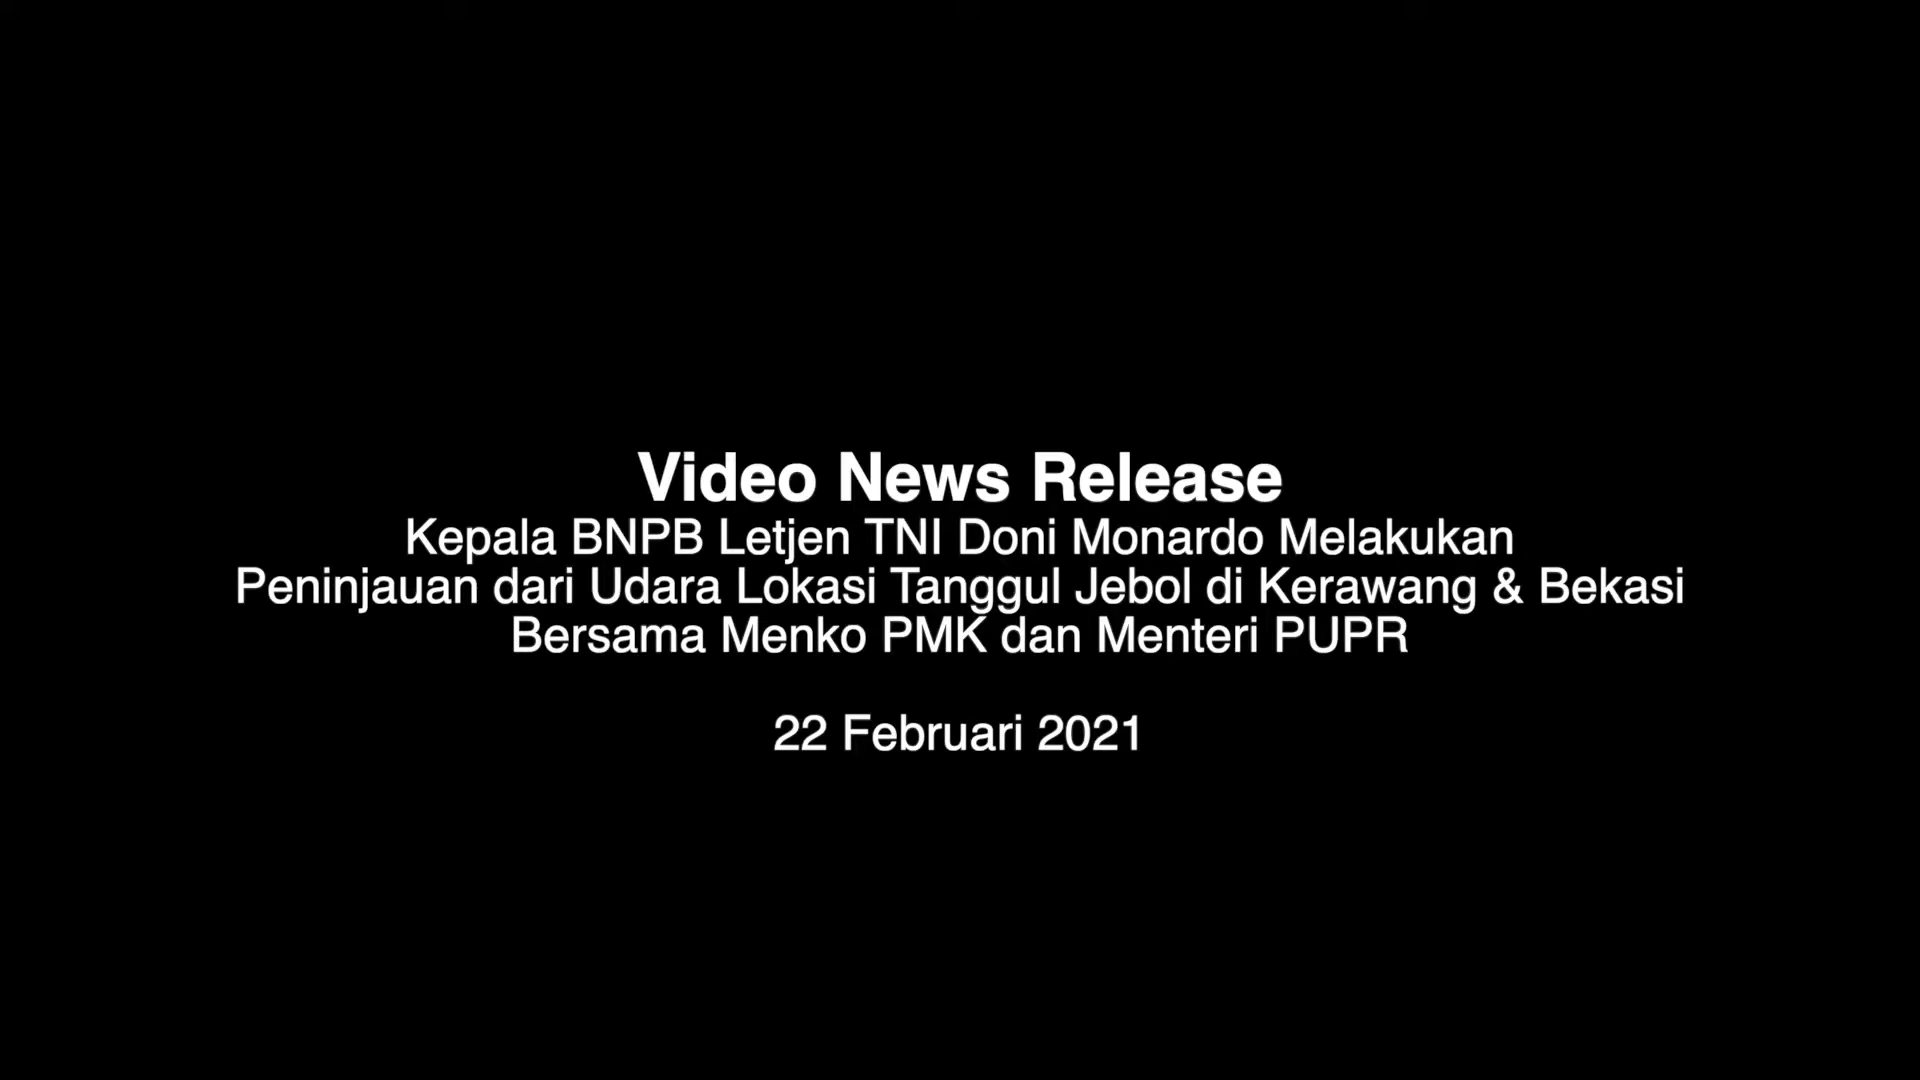 Video News Release
Kepala BNPB Letjen TNI Doni Monardo Melakukan
Peninjauan dari Udara Lokasi Tanggul Jebol di Kerawang & Bekasi
Bersama Menko PMK dan Menteri PUPR
22 Februari 2021